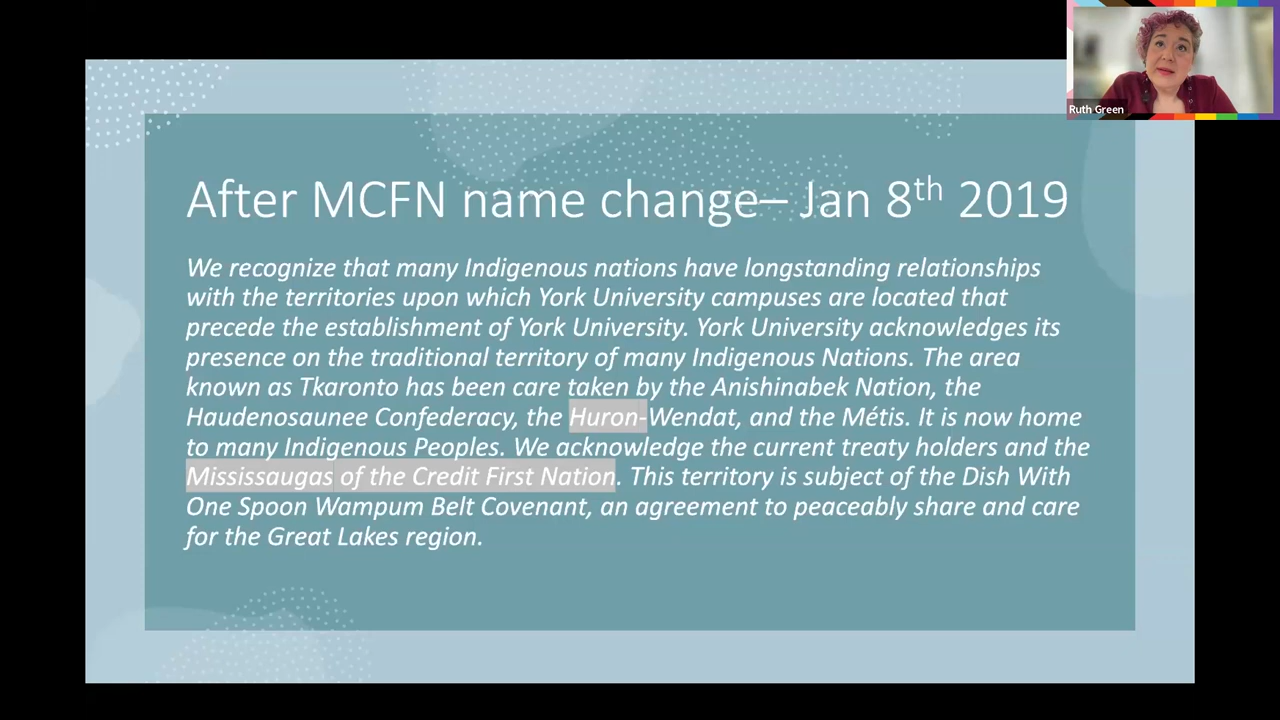 Ruth Green
After MCFN name change– Jan 8th 2019
We recognize that many Indigenous nations have longstanding relationships
with the territories upon which York University campuses are located that
precede the establishment of York University. York University acknowledges its
presence on the traditional territory of many Indigenous Nations. The area
known as Tkaronto has been care taken by the Anishinabek Nation, the
Haudenosaunee Confederacy, the Huron-Wendat, and the Métis. It is now home
to many Indigenous Peoples. We acknowledge the current treaty holders and the
Mississaugas of the Credit First Nation. This territory is subject of the Dish With
One Spoon Wampum Belt Covenant, an agreement to peaceably share and care
for the Great Lakes region.